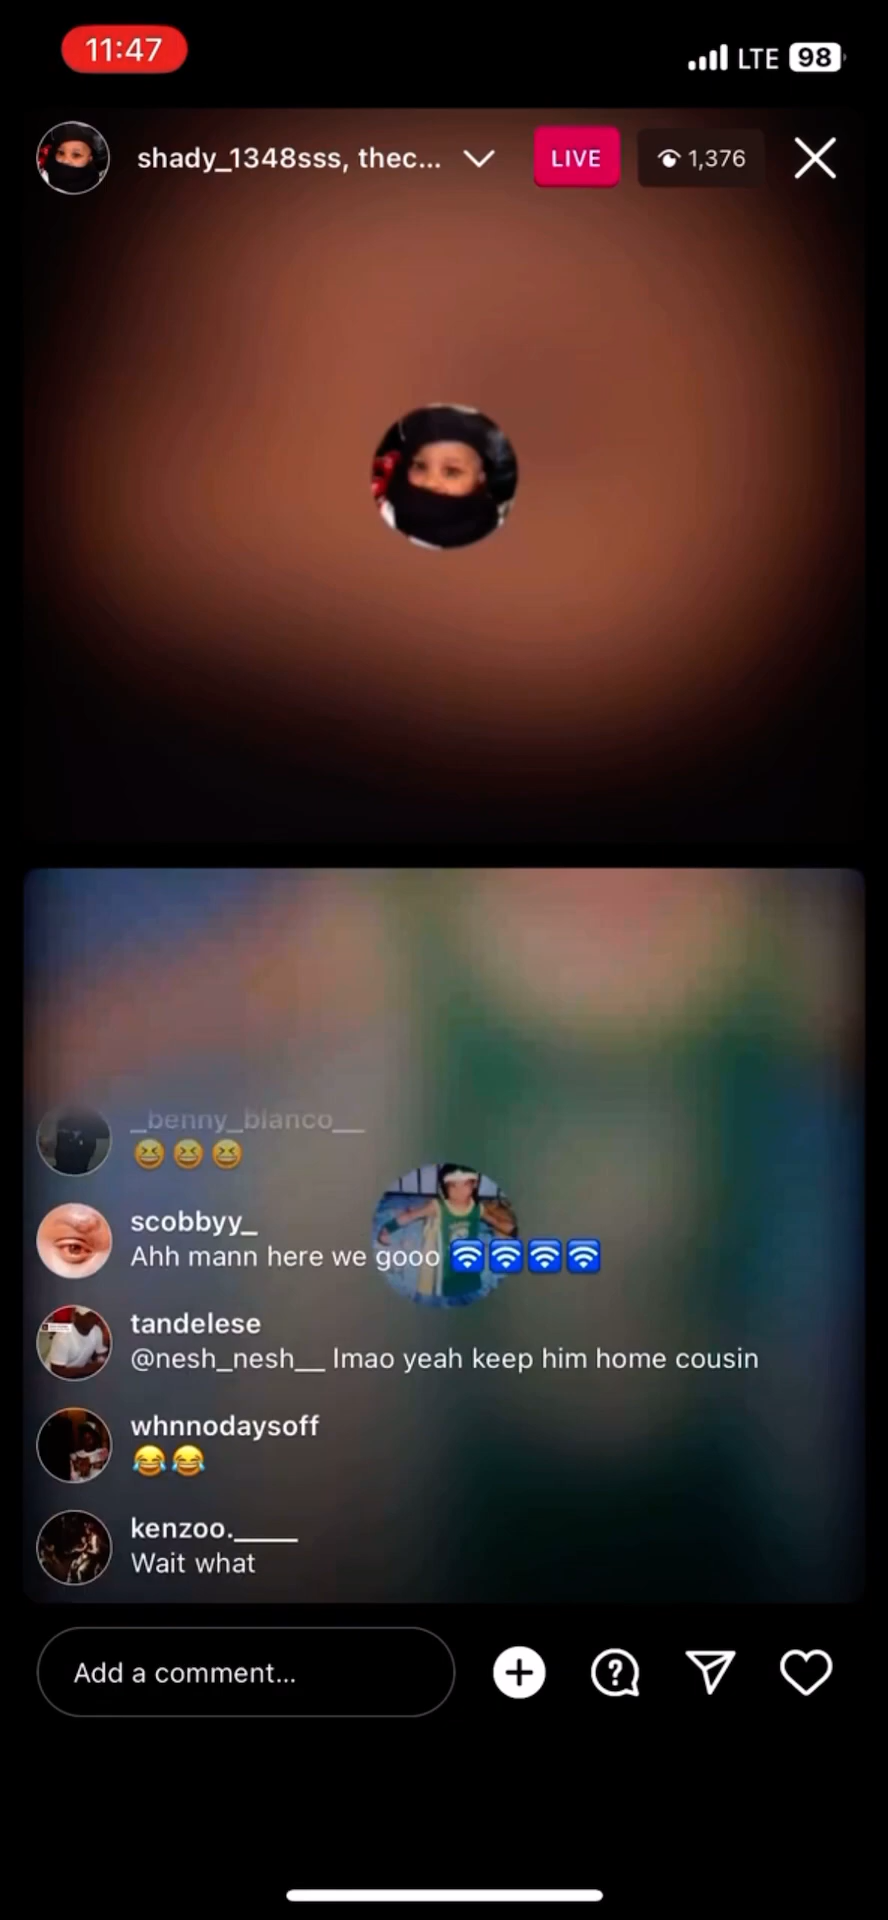 11:47
LTE 98
shady_1348sss, thec...
LIVE
1,376
_benny_blanco__
😆😆😆
scobbyy_
Ahh mann here we gooo 🛜🛜🛜🛜
tandelese
@nesh_nesh__ lmao yeah keep him home cousin
whnnodaysoff
😂😂
kenzoo.____
Wait what
Add a comment...